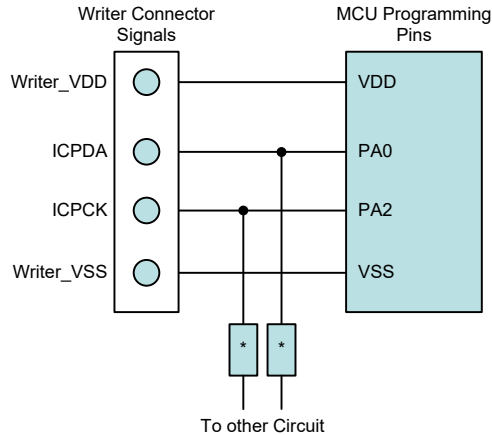 Writer Connector
Signals
MCU Programming
Pins
Writer_VDD
VDD
ICPDA
PA0
ICPCK
PA2
Writer_VSS
VSS
* *
To other Circuit